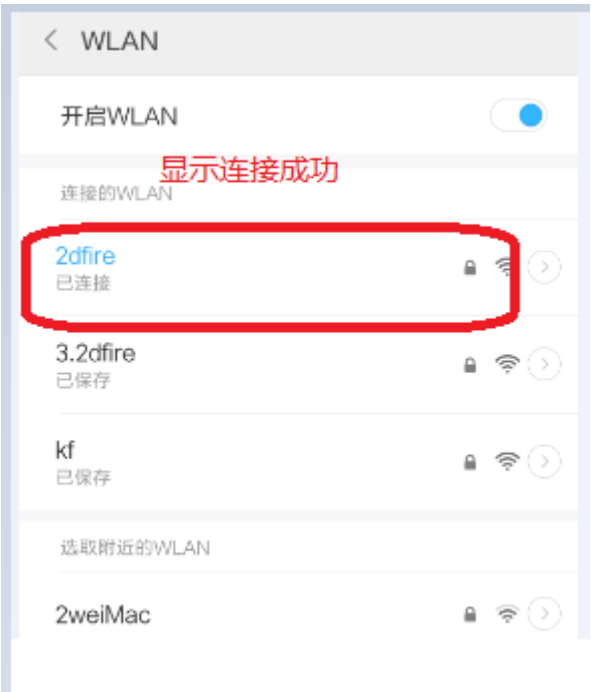 WLAN
开启WLAN
显示连接成功
连接的WLAN
2dfire
已连接
3.2dfire
已保存
kf
已保存
选取附近的WLAN
2weiMac